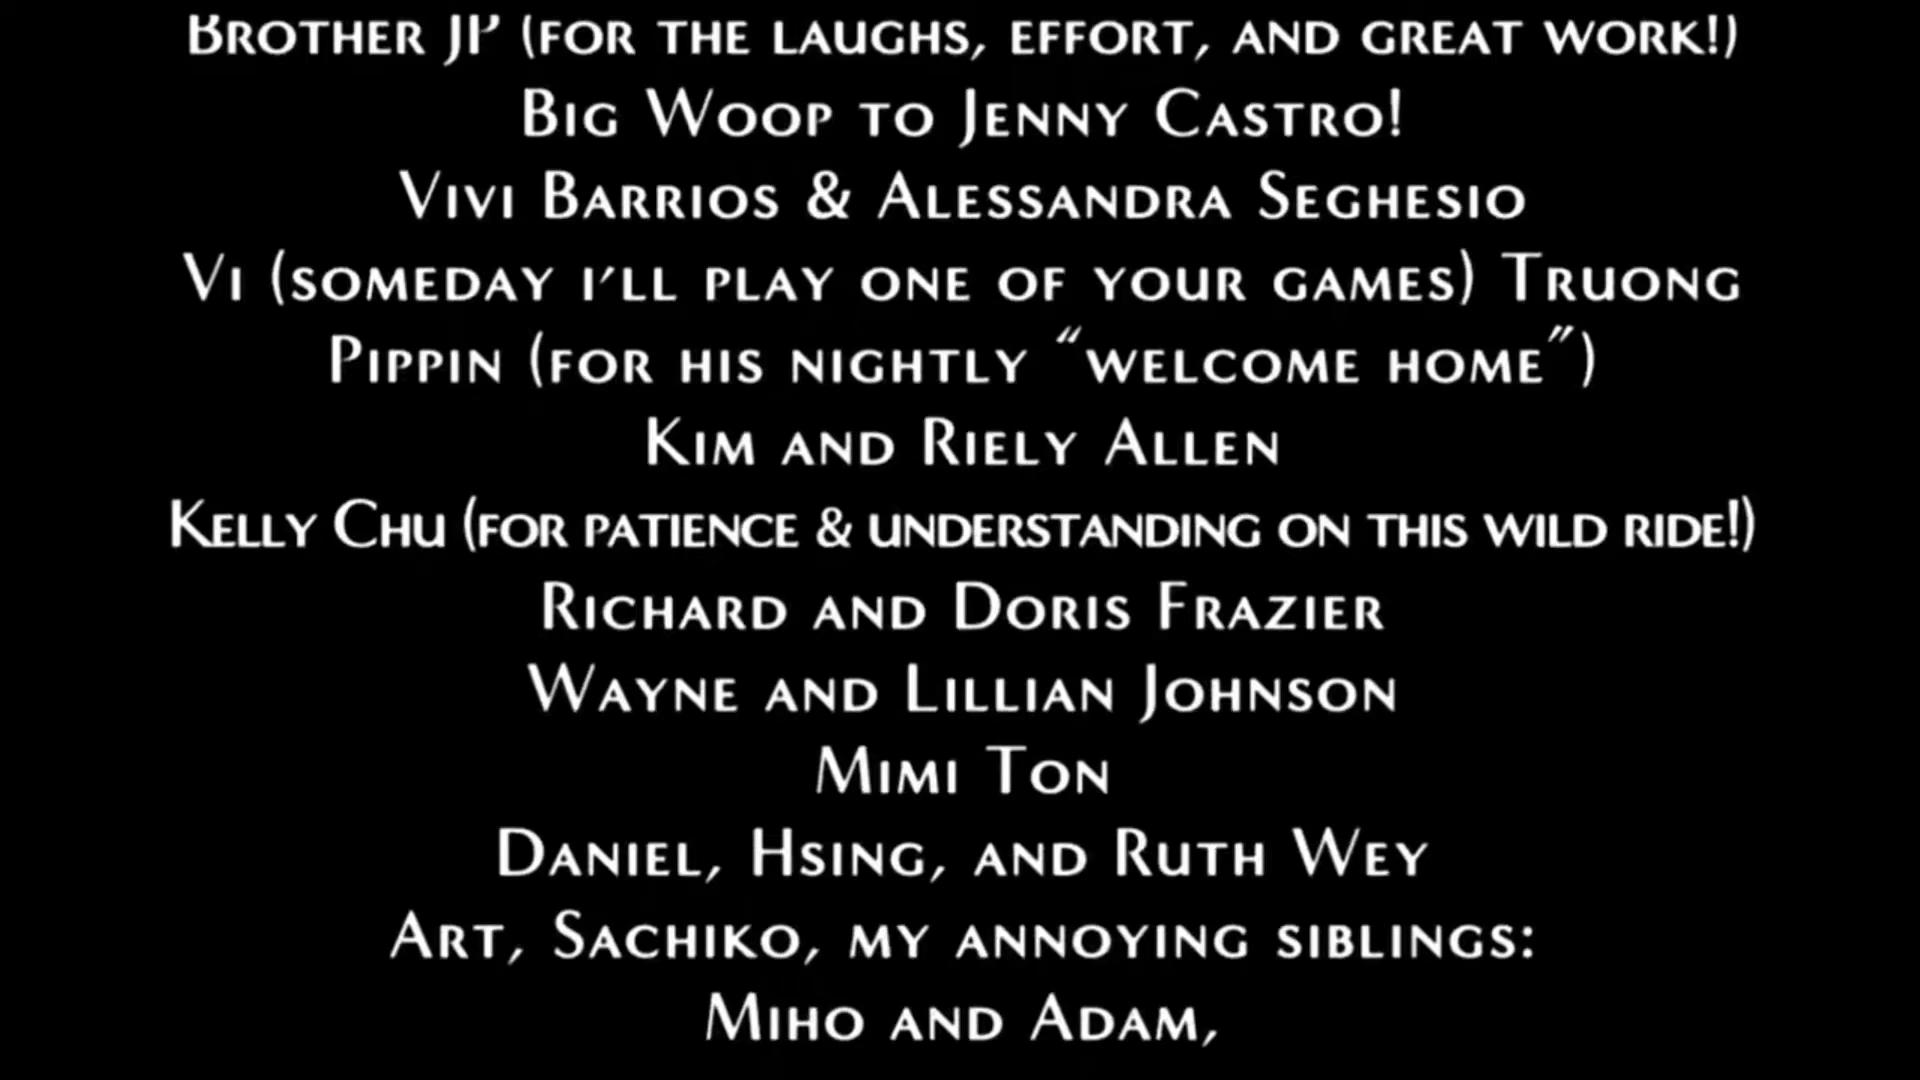 Brother JP (for the laughs, effort, and great work!)
Big Woop to Jenny Castro!
Vivi Barrios & Alessandra Seghesio
Vi (someday i'll play one of your games) Truong
Pippin (for his nightly “welcome home”)
Kim and Riely Allen
Kelly Chu (for patience & understanding on this wild ride!)
Richard and Doris Frazier
Wayne and Lillian Johnson
Mimi Ton
Daniel, Hsing, and Ruth Wey
Art, Sachiko, my annoying siblings:
Miho and Adam,